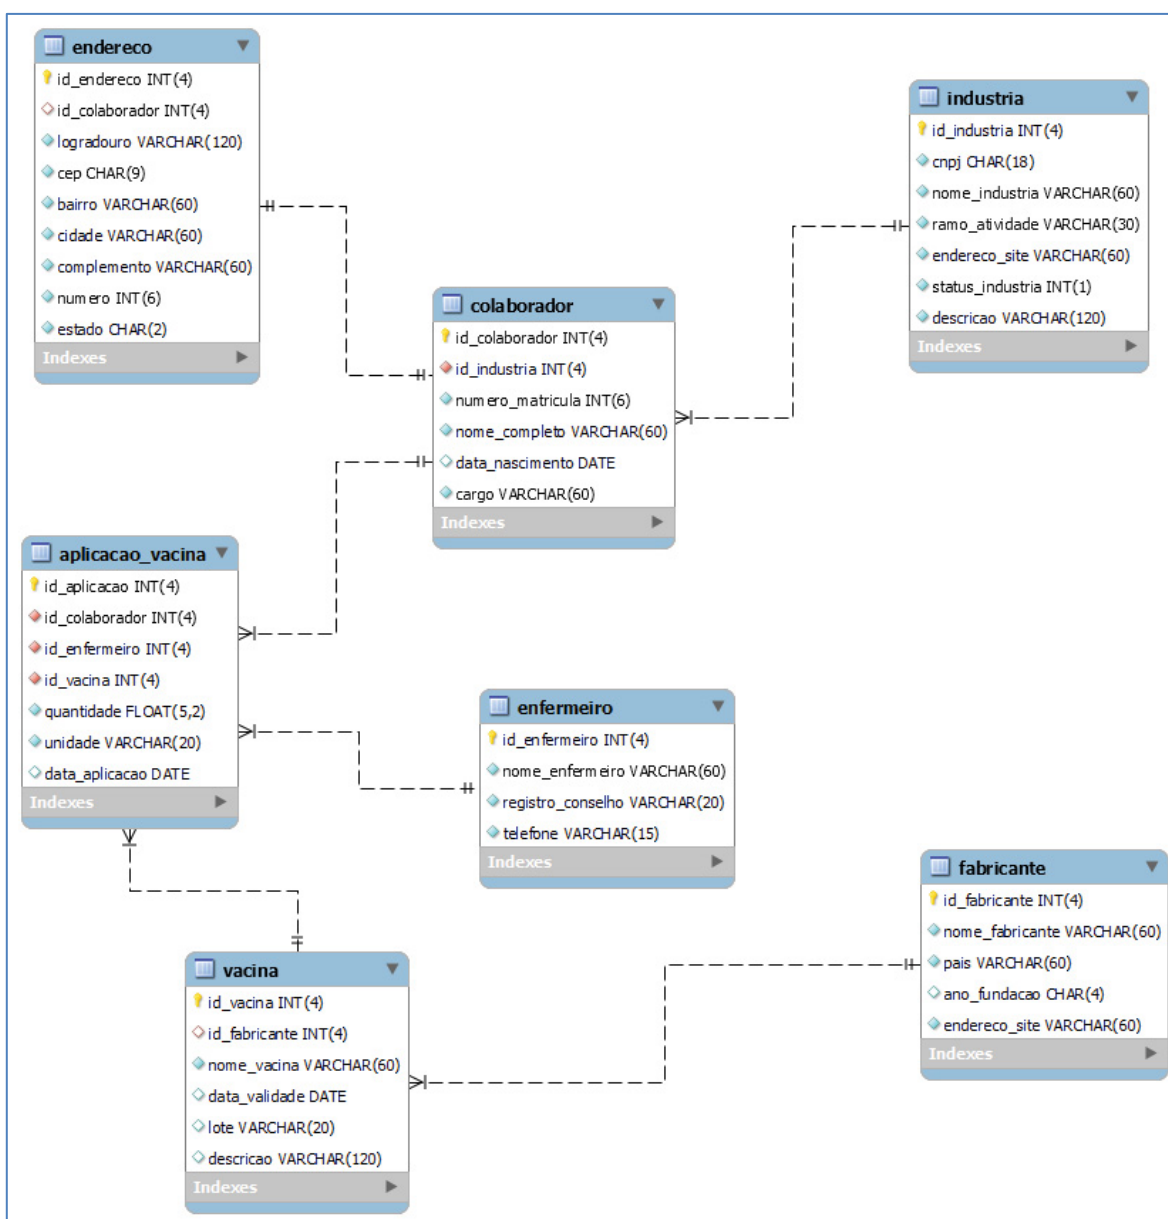 endereco
id_endereco INT(4)
id_colaborador INT(4)
logradouro VARCHAR(120)
cep CHAR(9)
bairro VARCHAR(60)
cidade VARCHAR(60)
complemento VARCHAR(60)
numero INT(6)
estado CHAR(2)
Indexes
industria
id_industria INT(4)
cnpj CHAR(18)
nome_industria VARCHAR(60)
ramo_atividade VARCHAR(30)
endereco_site VARCHAR(60)
status_industria INT(1)
descricao VARCHAR(120)
Indexes
colaborador
id_colaborador INT(4)
id_industria INT(4)
numero_matricula INT(6)
nome_completo VARCHAR(60)
data_nascimento DATE
cargo VARCHAR(60)
Indexes
aplicacao_vacina
id_aplicacao INT(4)
id_colaborador INT(4)
id_enfermeiro INT(4)
id_vacina INT(4)
quantidade FLOAT(5,2)
unidade VARCHAR(20)
data_aplicacao DATE
Indexes
enfermeiro
id_enfermeiro INT(4)
nome_enfermeiro VARCHAR(60)
registro_conselho VARCHAR(20)
telefone VARCHAR(15)
Indexes
fabricante
id_fabricante INT(4)
nome_fabricante VARCHAR(60)
pais VARCHAR(60)
ano_fundacao CHAR(4)
endereco_site VARCHAR(60)
Indexes
vacina
id_vacina INT(4)
id_fabricante INT(4)
nome_vacina VARCHAR(60)
data_validade DATE
lote VARCHAR(20)
descricao VARCHAR(120)
Indexes